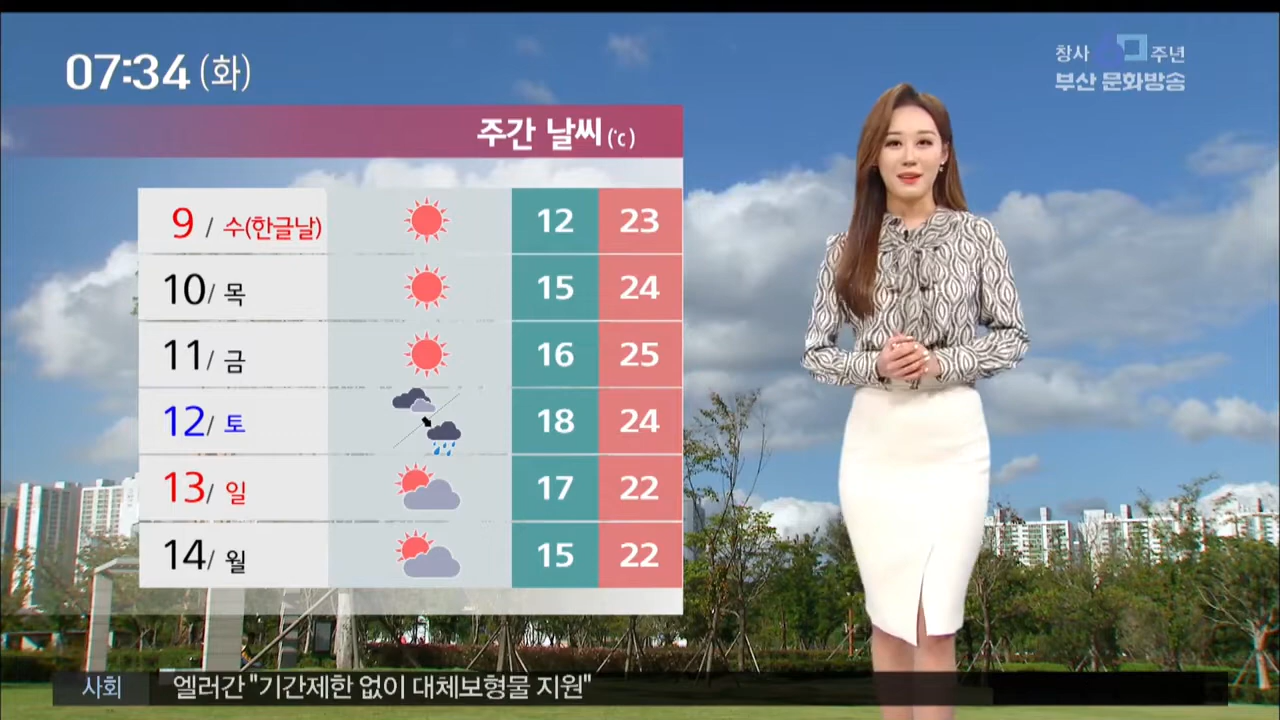 07:34 (화)
창사 60 주년
부산 문화방송
주간 날씨 (℃)
9 / 수(한글날) 12 23
10 / 목 15 24
11 / 금 16 25
12 / 토 18 24
13 / 일 17 22
14 / 월 15 22
사회 엘러간 "기간제한 없이 대체보형물 지원"